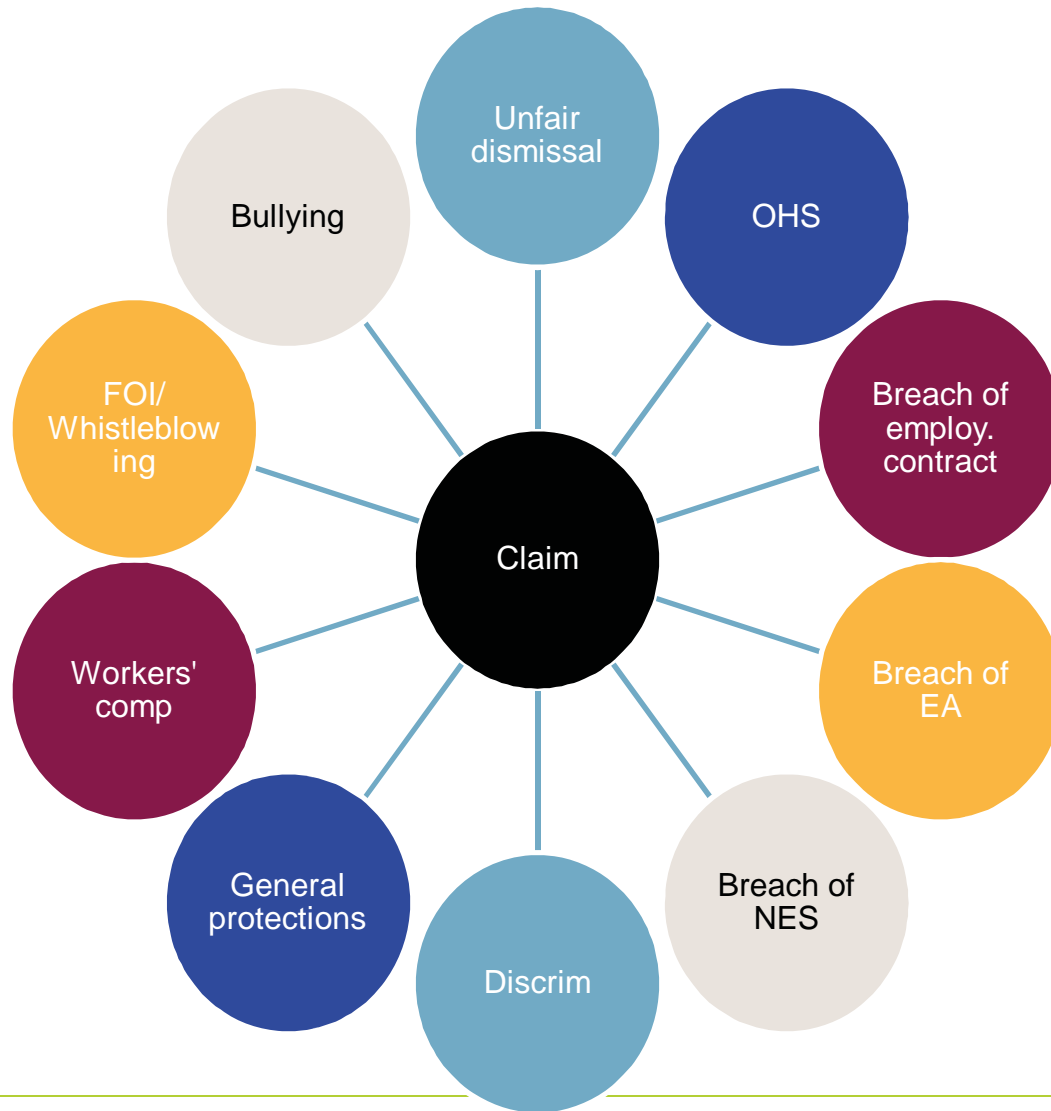 Unfair
dismissal
OHS
Breach of
employ.
contract
Breach of
EA
Breach of
NES
Discrim
General
protections
Workers'
comp
FOI/
Whistleblow
ing
Bullying
Claim